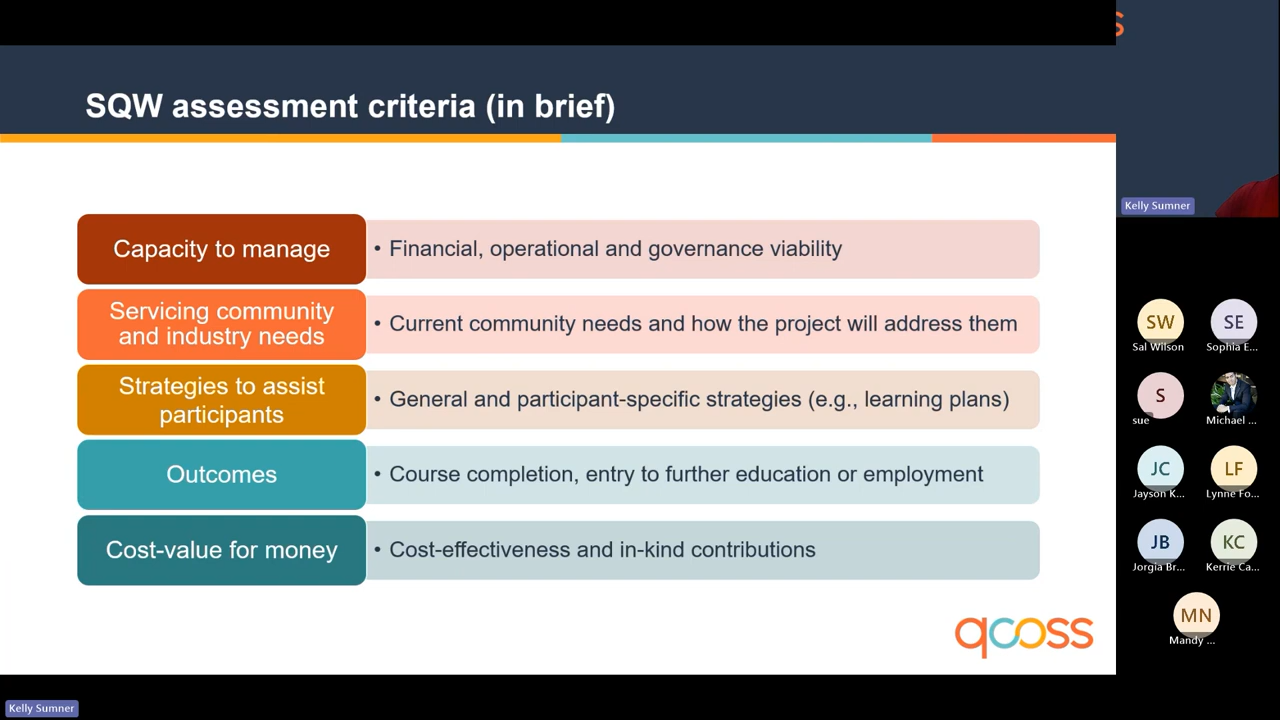 SQW assessment criteria (in brief)
Capacity to manage
• Financial, operational and governance viability
Servicing community
and industry needs
• Current community needs and how the project will address them
Strategies to assist
participants
• General and participant-specific strategies (e.g., learning plans)
Outcomes
• Course completion, entry to further education or employment
Cost-value for money
• Cost-effectiveness and in-kind contributions
qcoss
Kelly Sumner
s
Kelly Sumner
SW
Sal Wilson
SE
Sophia E...
S
sue
Michael ...
JC
Jayson K...
LF
Lynne Fo...
JB
Jorgia Br...
KC
Kerrie Ca...
MN
Mandy ...